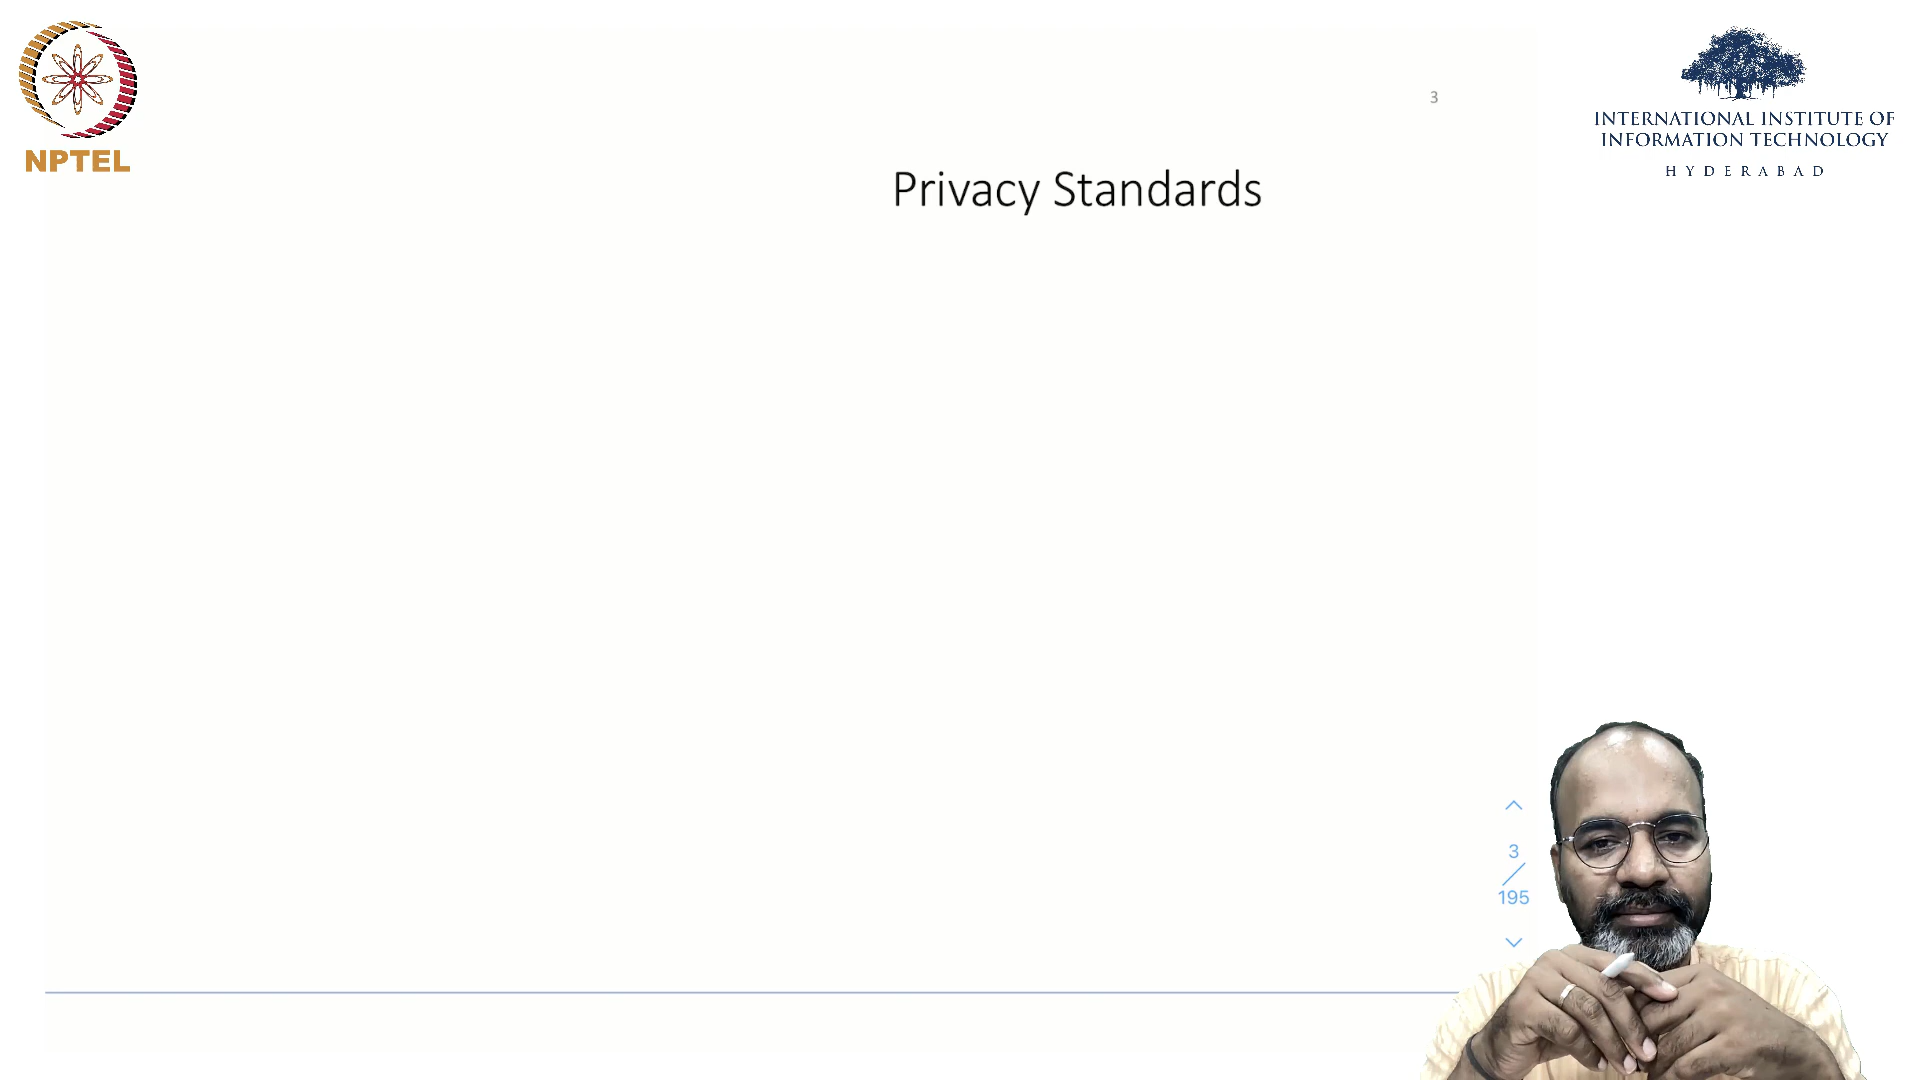 NPTEL
3
Privacy Standards
INTERNATIONAL INSTITUTE OF
INFORMATION TECHNOLOGY
HYDERABAD
3
195